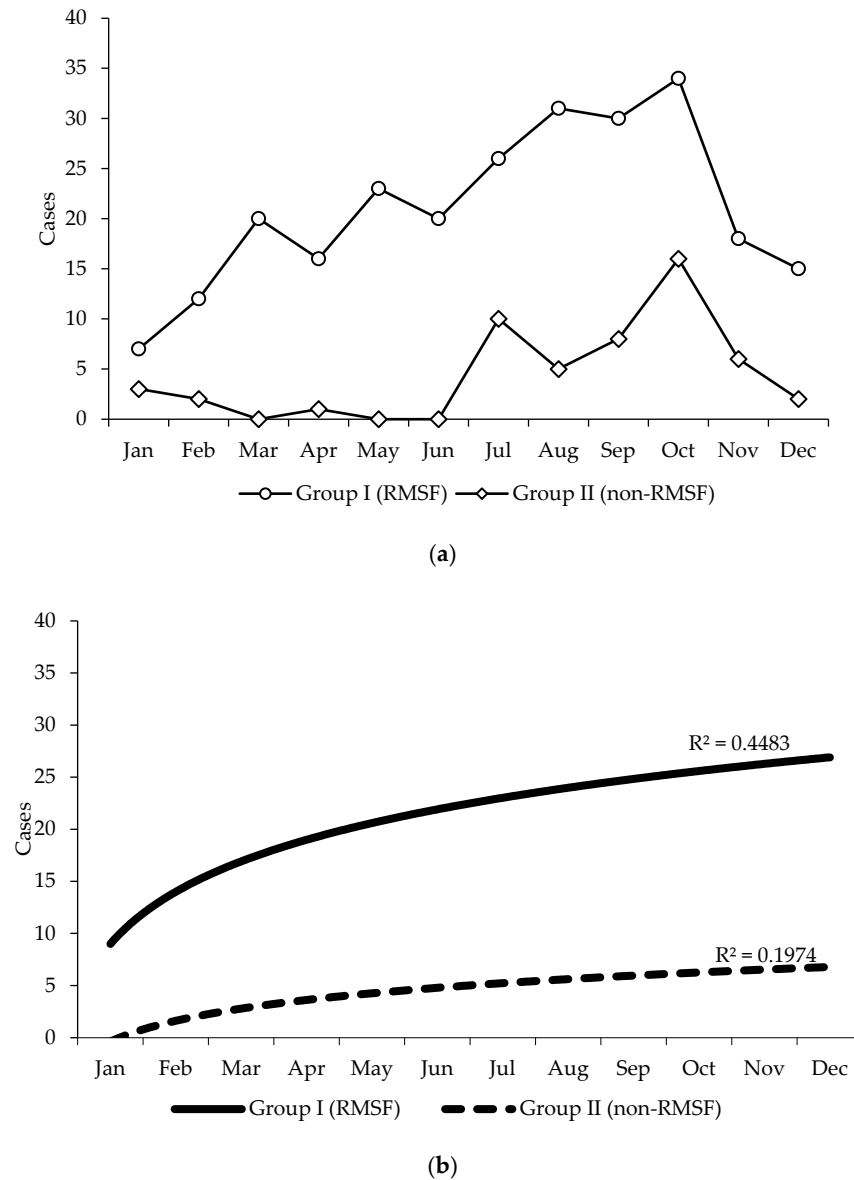 40
35
30
25
20
15
10
5
0
Cases
Jan Feb Mar Apr May Jun Jul Aug Sep Oct Nov Dec
Group I (RMSF) Group II (non-RMSF)
(a)
40
35
30
25
20
15
10
5
0
Cases
R² = 0.4483
R² = 0.1974
Jan Feb Mar Apr May Jun Jul Aug Sep Oct Nov Dec
Group I (RMSF) Group II (non-RMSF)
(b)